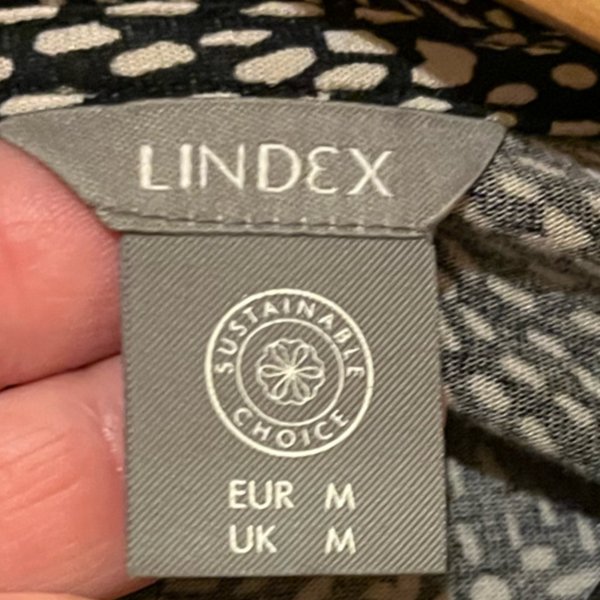 LINDEX
SUSTAINABLE
CHOICE
EUR M
UK M